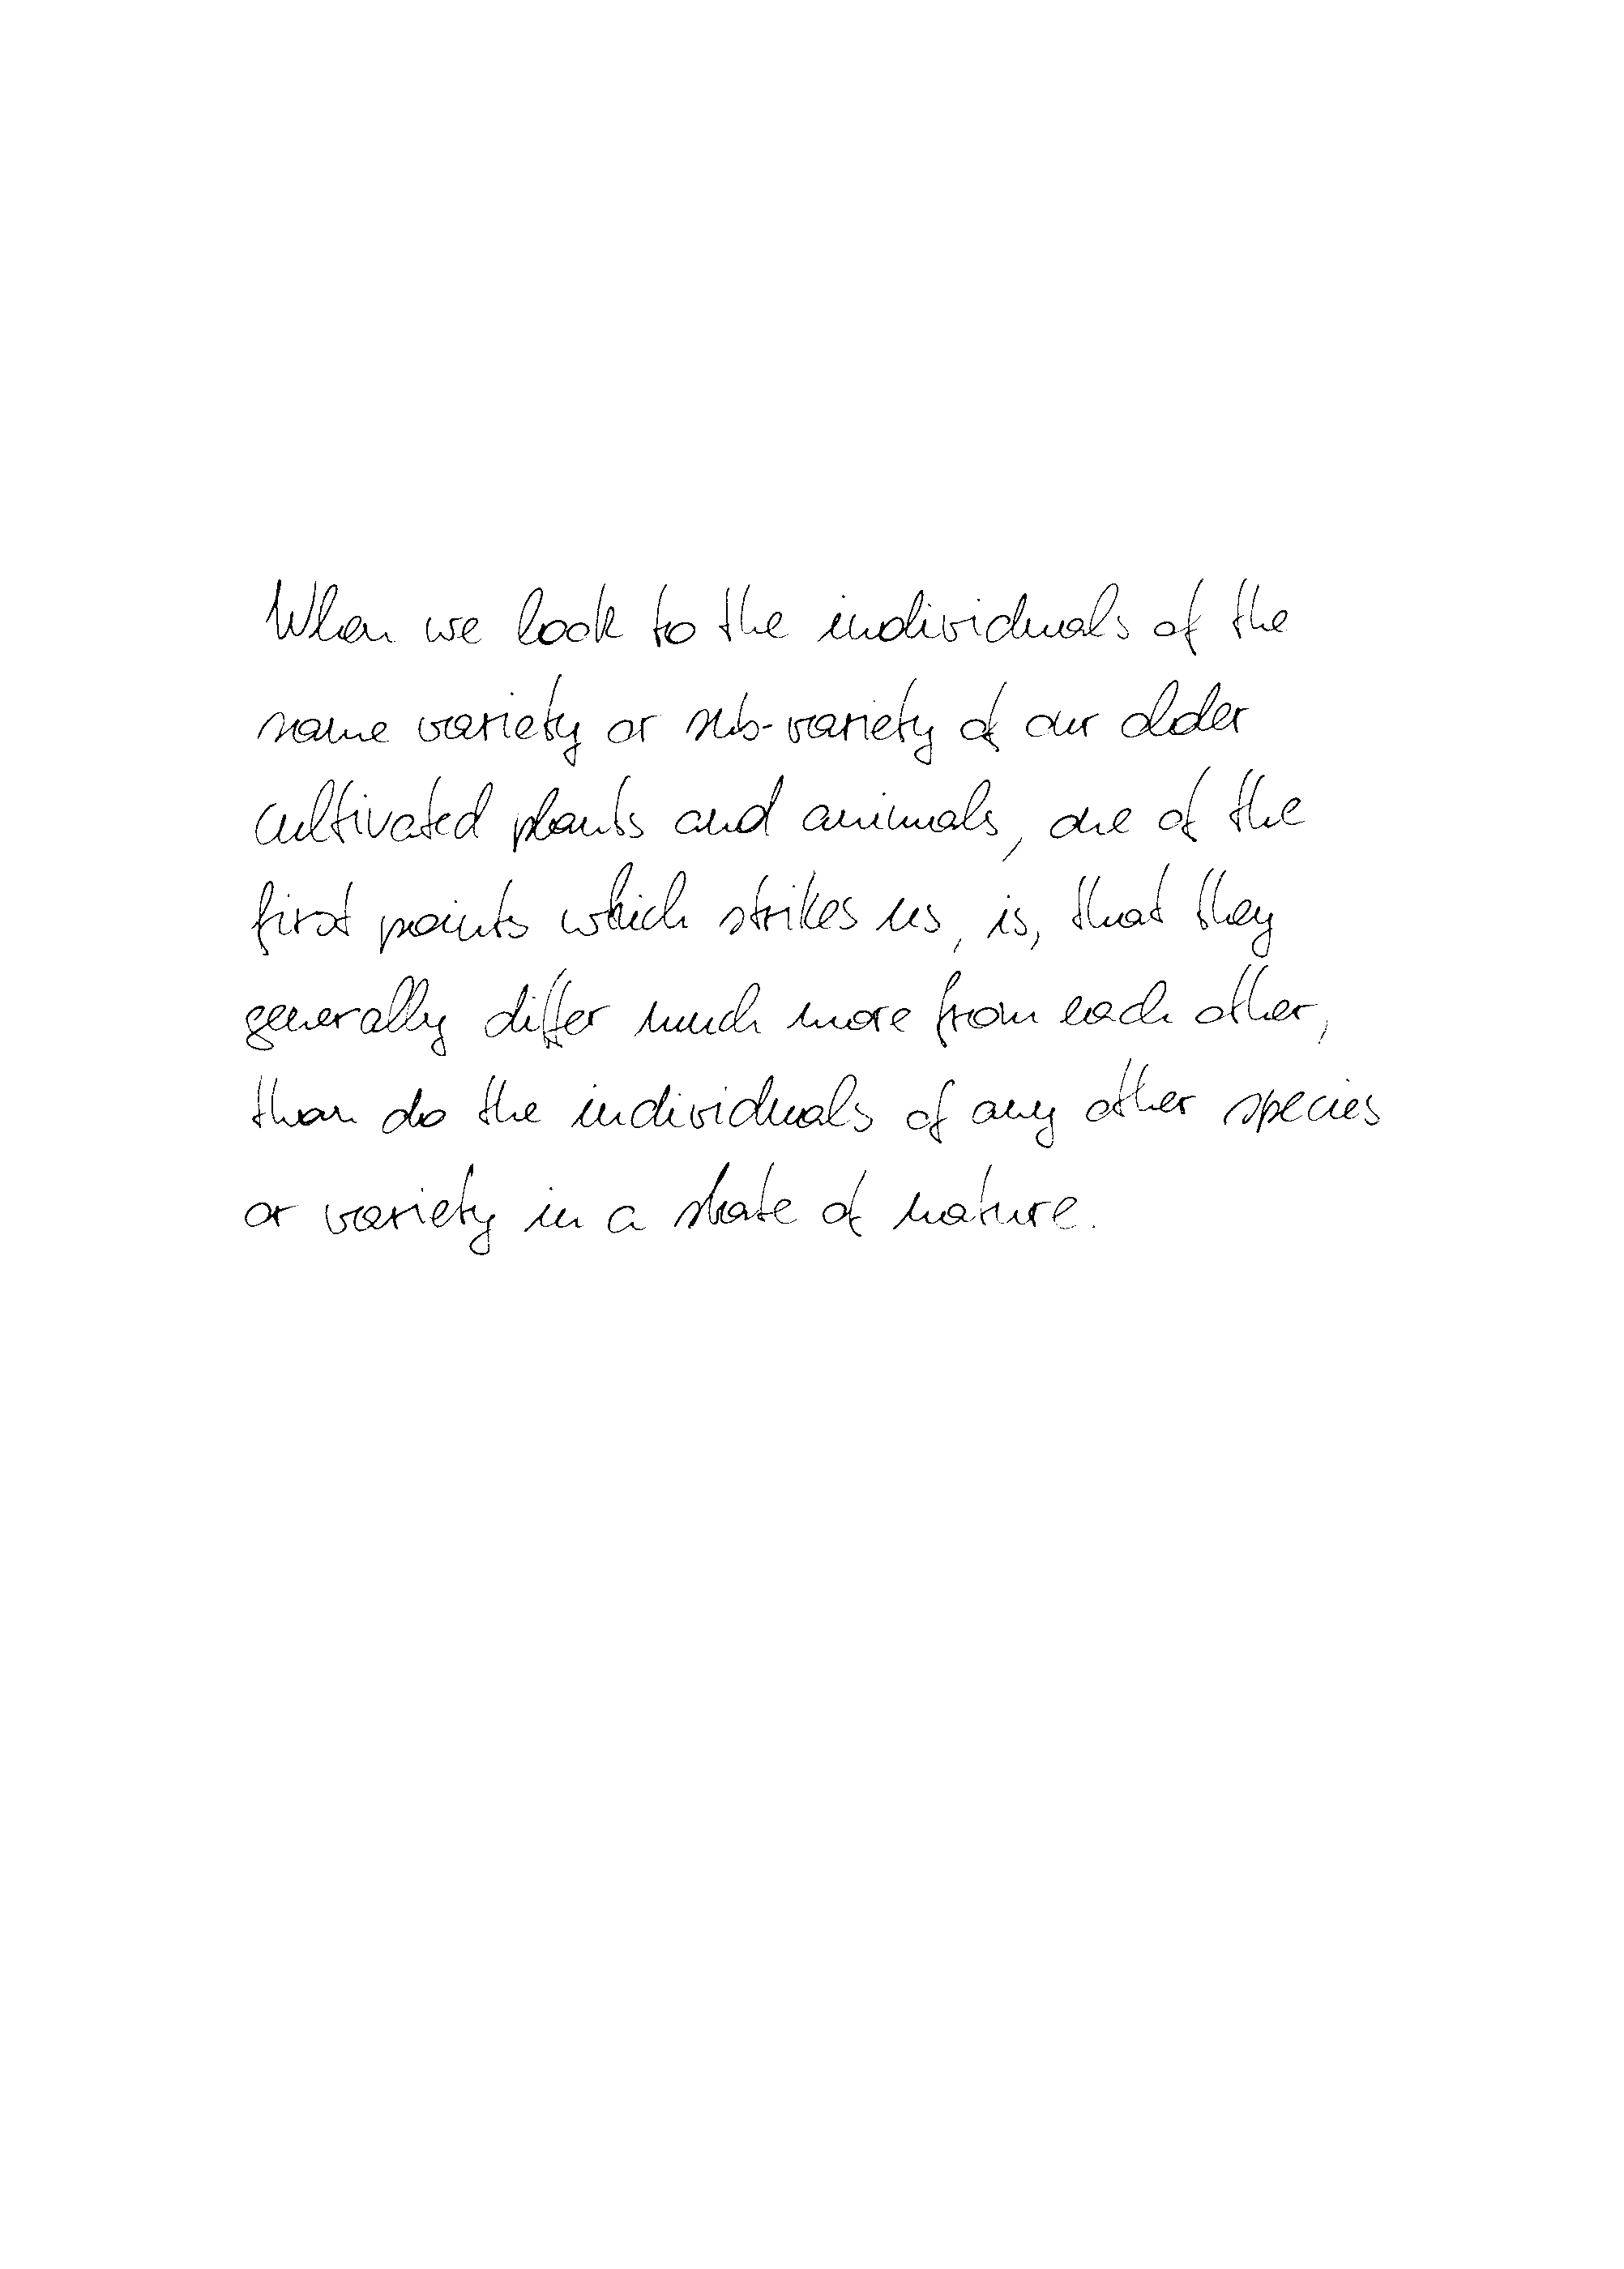 When we look to the individuals of the
same variety or sub-variety of our older
cultivated plants and animals, one of the
first points which strikes us, is, that they
generally differ much more from each other,
than do the individuals of any other species
or variety in a state of nature.